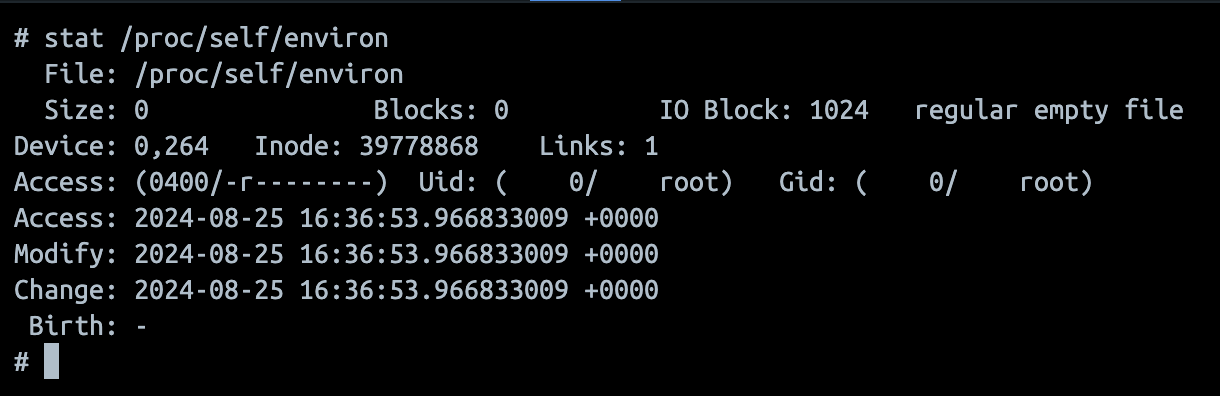 # stat /proc/self/environ
  File: /proc/self/environ
  Size: 0               Blocks: 0          IO Block: 1024   regular empty file
Device: 0,264   Inode: 39778868    Links: 1
Access: (0400/-r--------)  Uid: (    0/    root)   Gid: (    0/    root)
Access: 2024-08-25 16:36:53.966833009 +0000
Modify: 2024-08-25 16:36:53.966833009 +0000
Change: 2024-08-25 16:36:53.966833009 +0000
 Birth: -
#